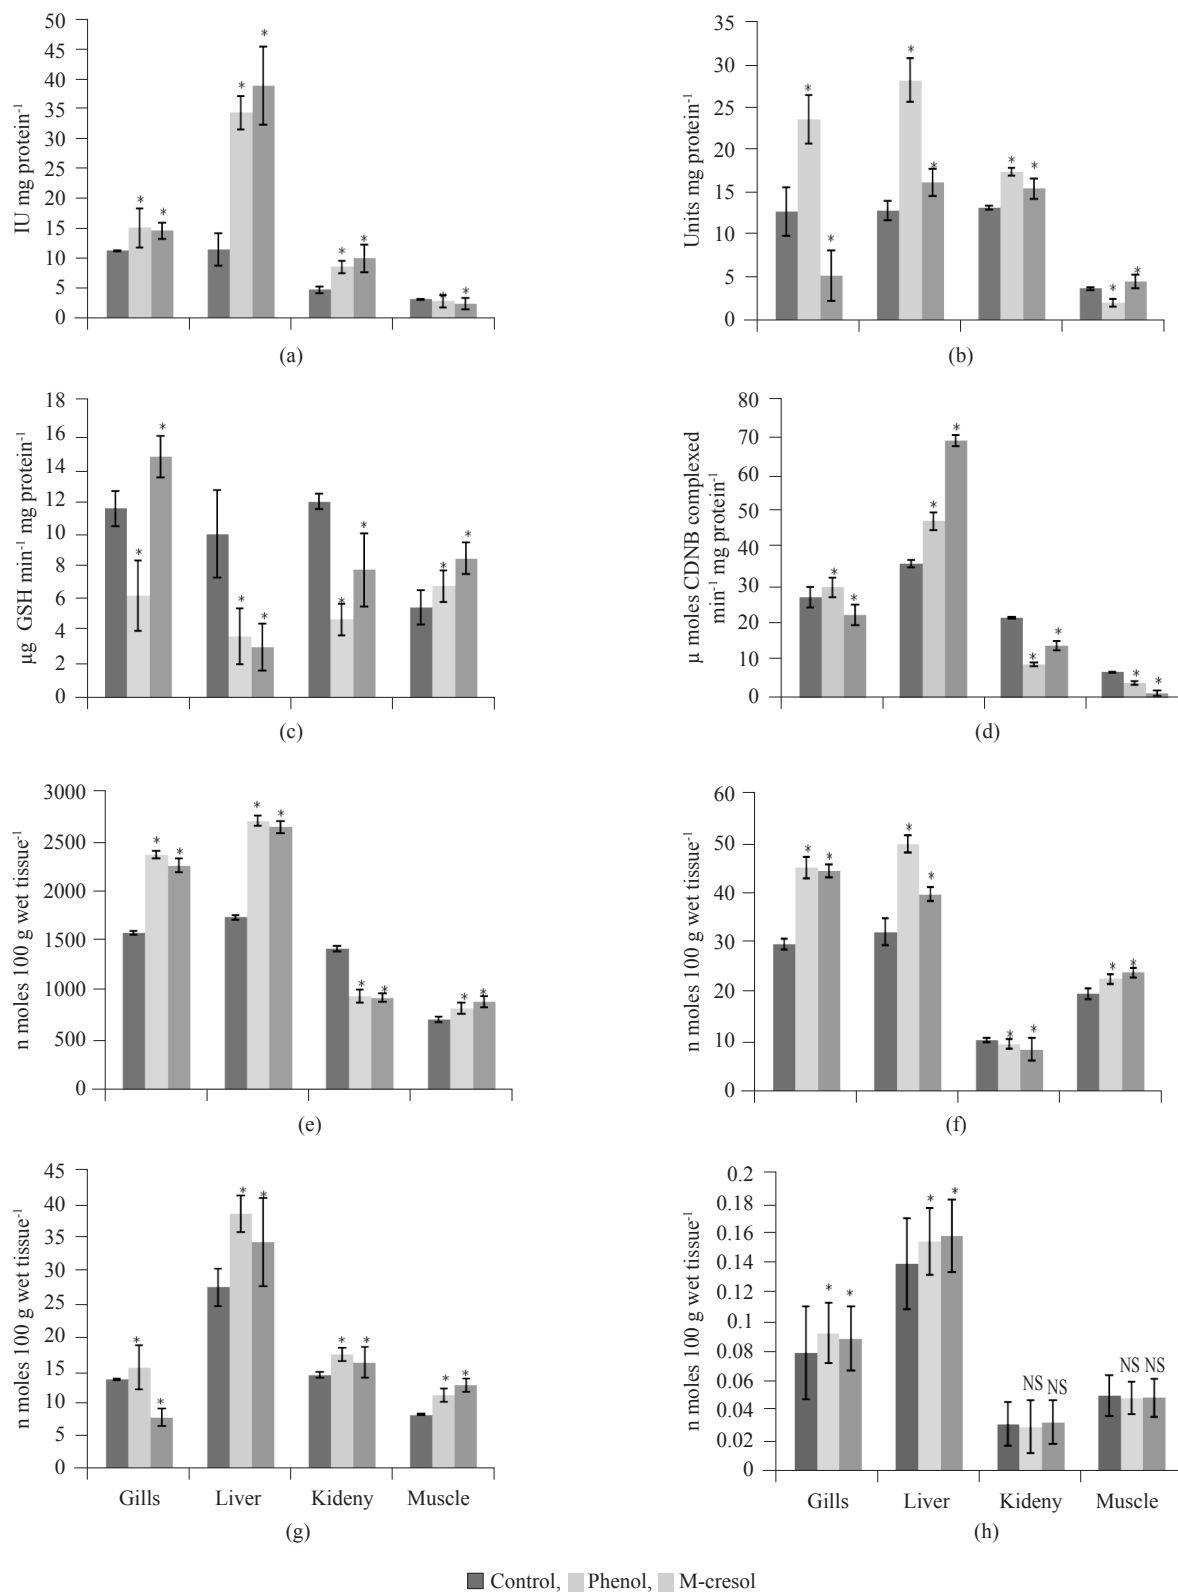 50
45
40
35
30
25
20
15
10
5
0
IU mg protein-1
* * * * * * * *
(a)
35
30
25
20
15
10
5
0
Units mg protein-1
* * * * * * * *
(b)
18
16
14
12
10
8
6
4
2
0
µg GSH min-1 mg protein-1
* * * * * * * *
(c)
80
70
60
50
40
30
20
10
0
µ moles CDNB complexed
min-1 mg protein-1
* * * * * * * *
(d)
3000
2500
2000
1500
1000
500
0
n moles 100 g wet tissue-1
* * * * * * * *
(e)
60
50
40
30
20
10
0
n moles 100 g wet tissue-1
* * * * * * * *
(f)
45
40
35
30
25
20
15
10
5
0
n moles 100 g wet tissue-1
* * * * * * * *
Gills Liver Kideny Muscle
(g)
0.2
0.18
0.16
0.14
0.12
0.1
0.08
0.06
0.04
0.02
0
n moles 100 g wet tissue-1
* * * * NS NS NS NS
Gills Liver Kideny Muscle
(h)
Control, Phenol, M-cresol